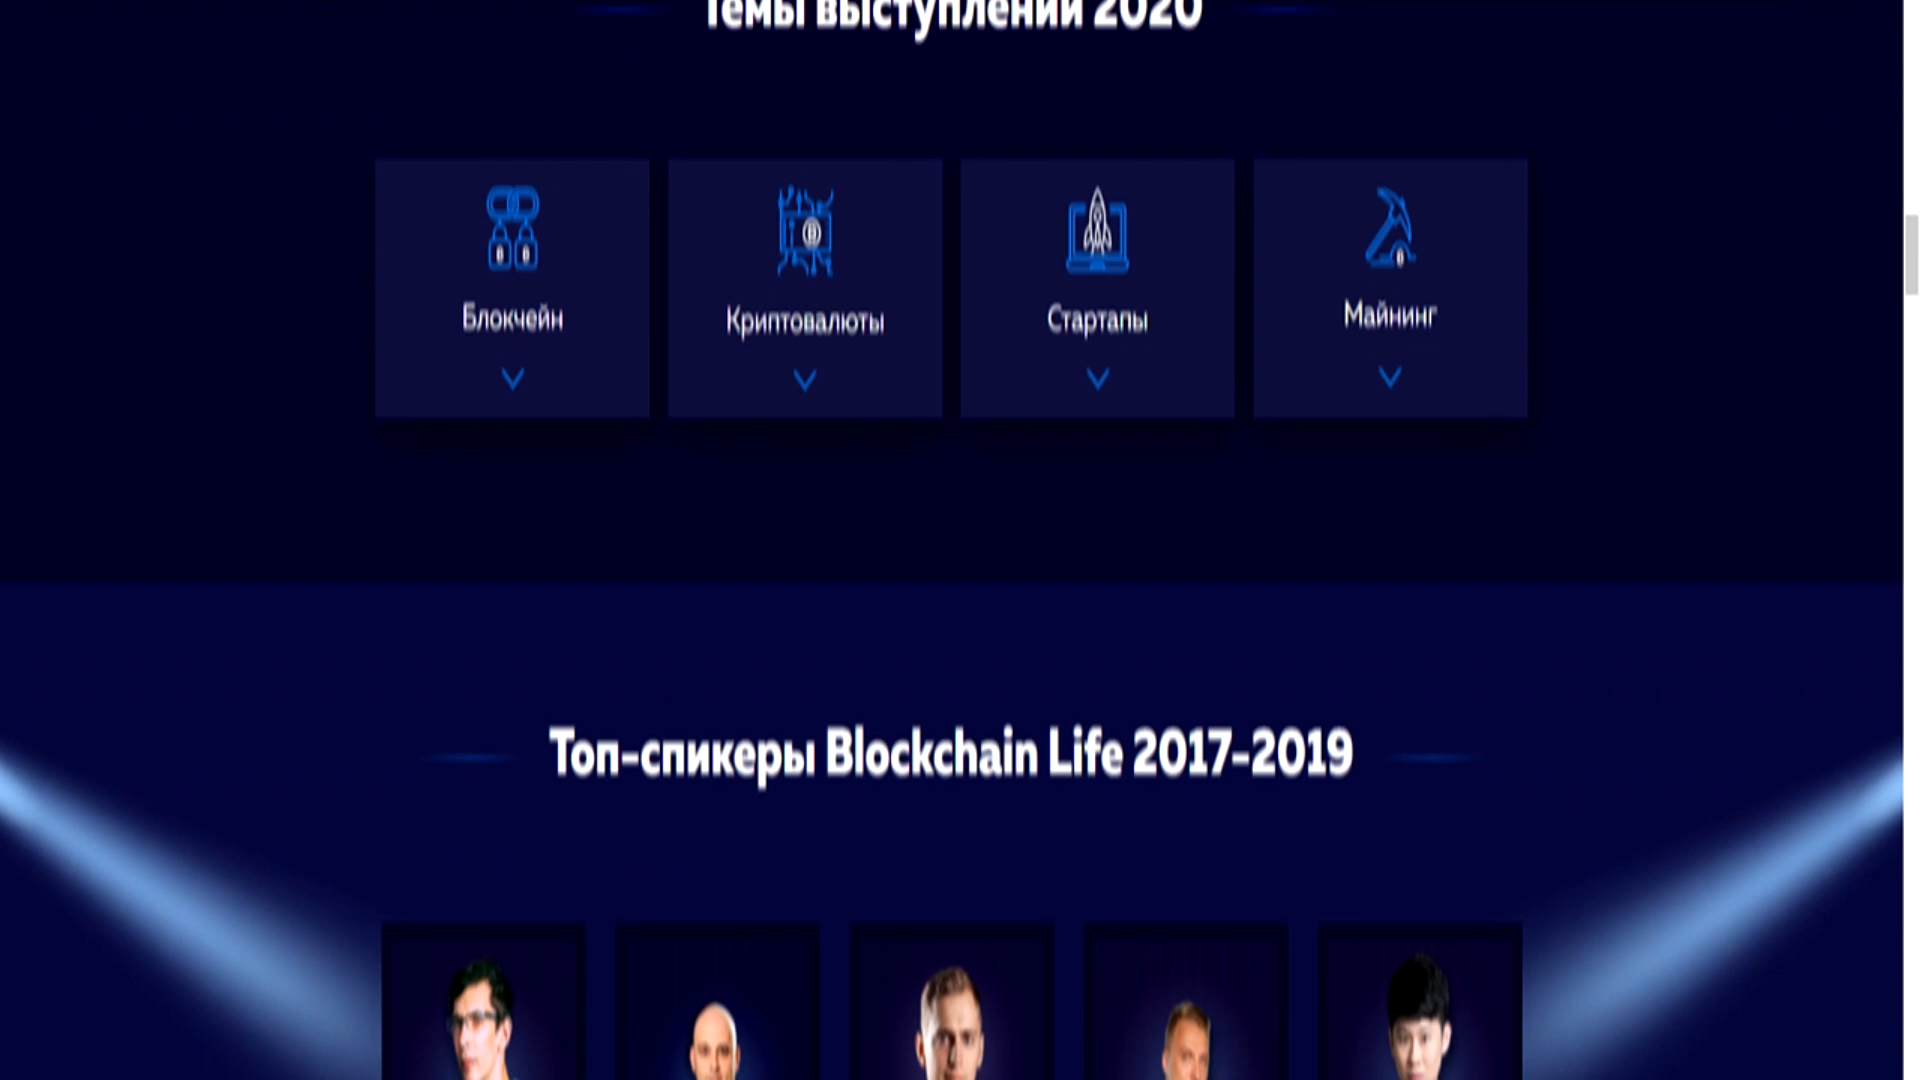 Темы выступлений 2020
Блокчейн
Криптовалюты
Стартапы
Майнинг
Топ-спикеры Blockchain Life 2017-2019